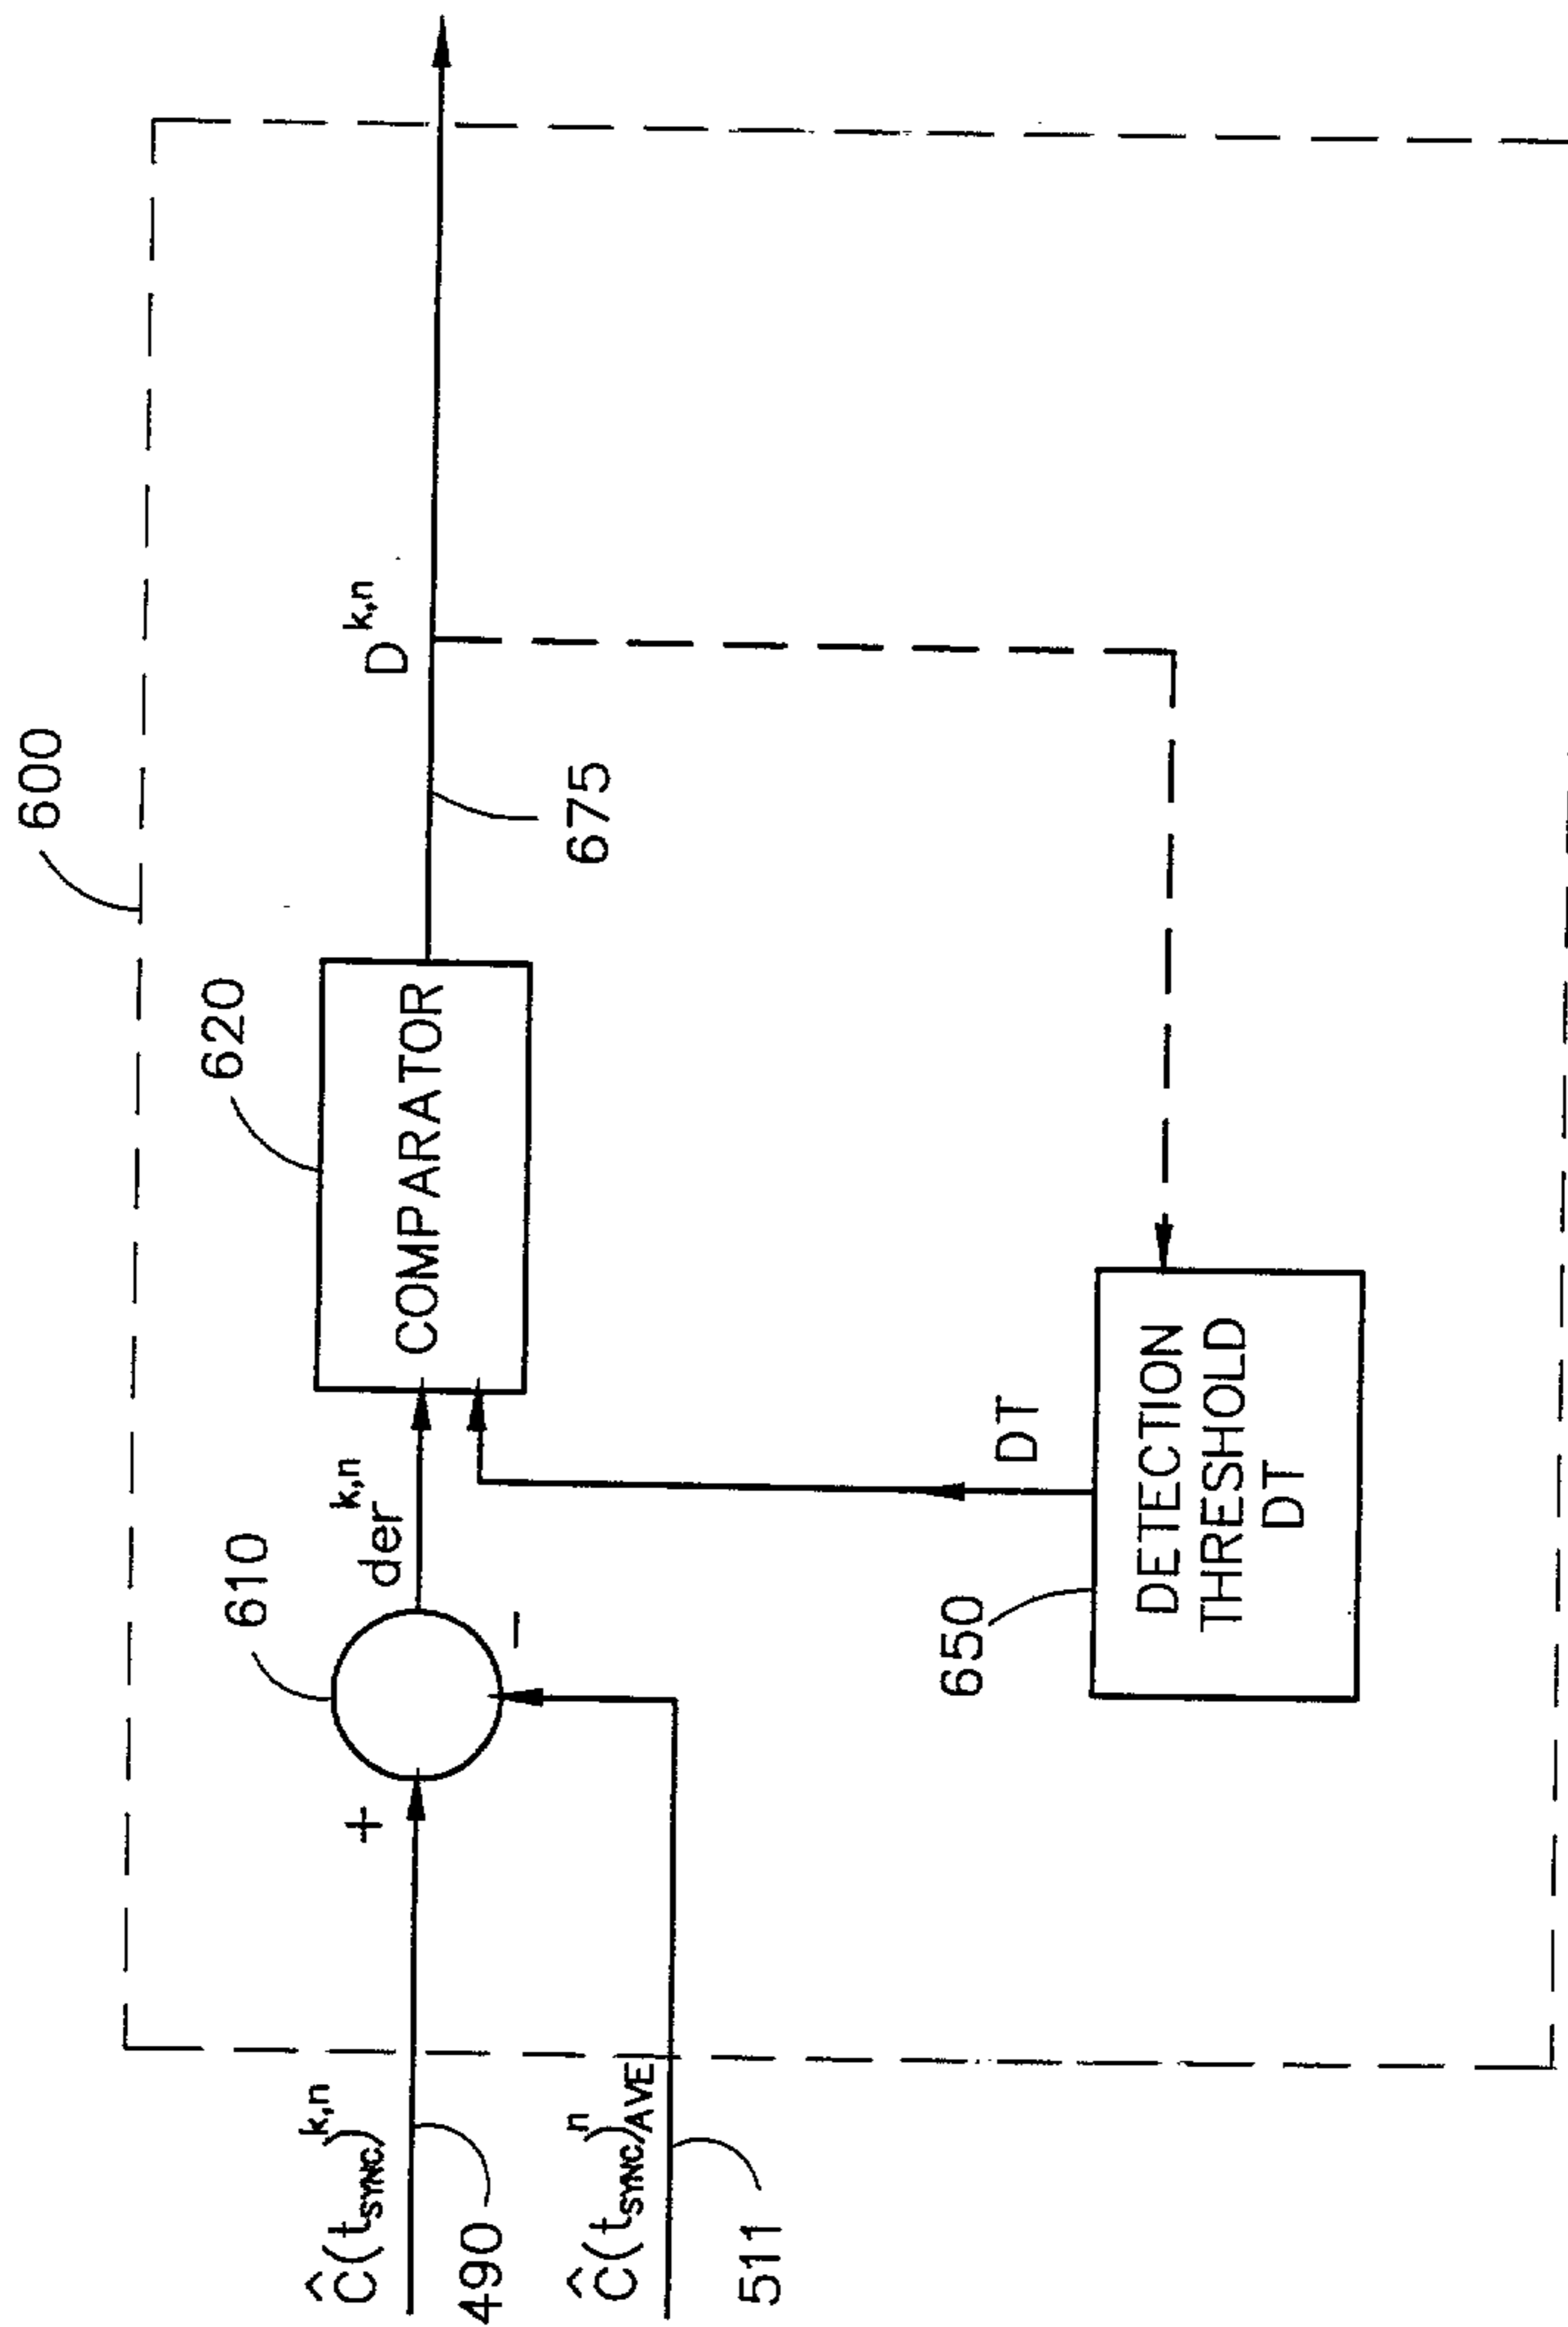 600
610
620
+
der^k,n
COMPARATOR
D^k,n
675
−
Ĉ(t_SYNC)^k,n
490
Ĉ(t_SYNC)^n_AVE
511
DT
650
DETECTION
THRESHOLD
DT